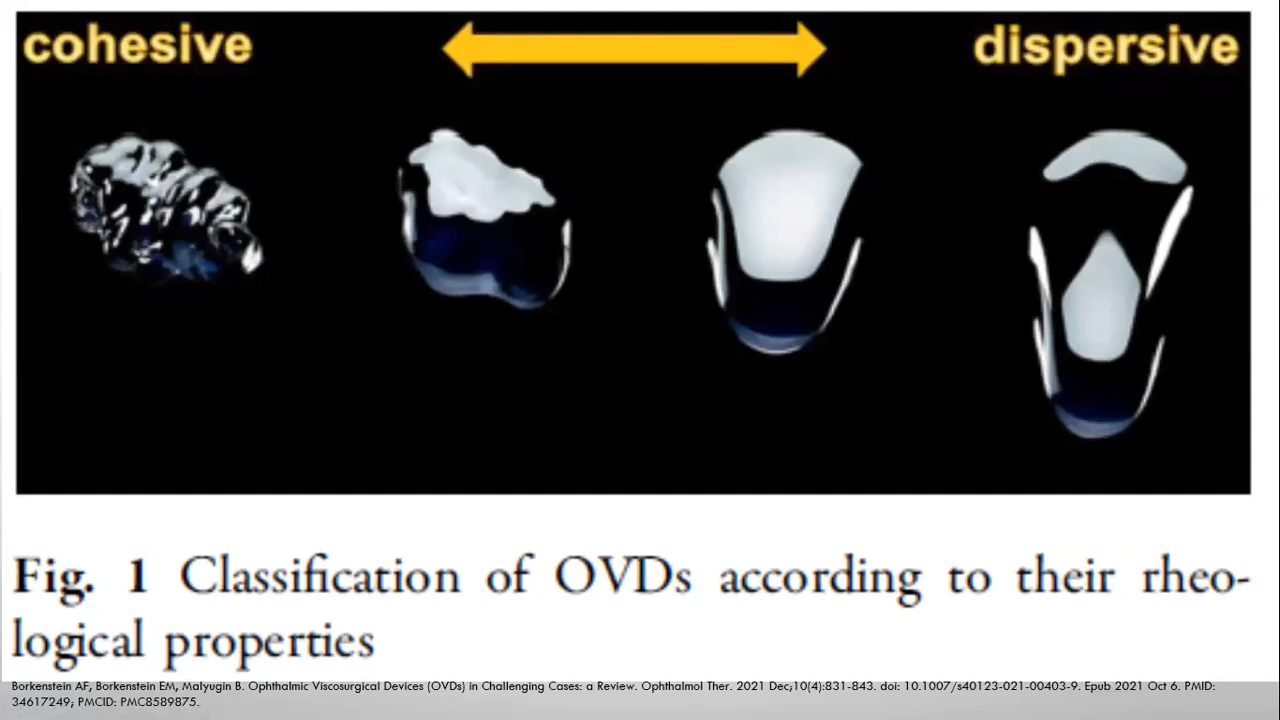 cohesive
dispersive
Fig. 1 Classification of OVDs according to their rheo-
logical properties
Borkenstein AF, Borkenstein EM, Malyugin B. Ophthalmic Viscosurgical Devices (OVDs) in Challenging Cases: a Review. Ophthalmol Ther. 2021 Dec;10(4):831-843. doi: 10.1007/s40123-021-00403-9. Epub 2021 Oct 6. PMID:
34617249; PMCID: PMC8589875.